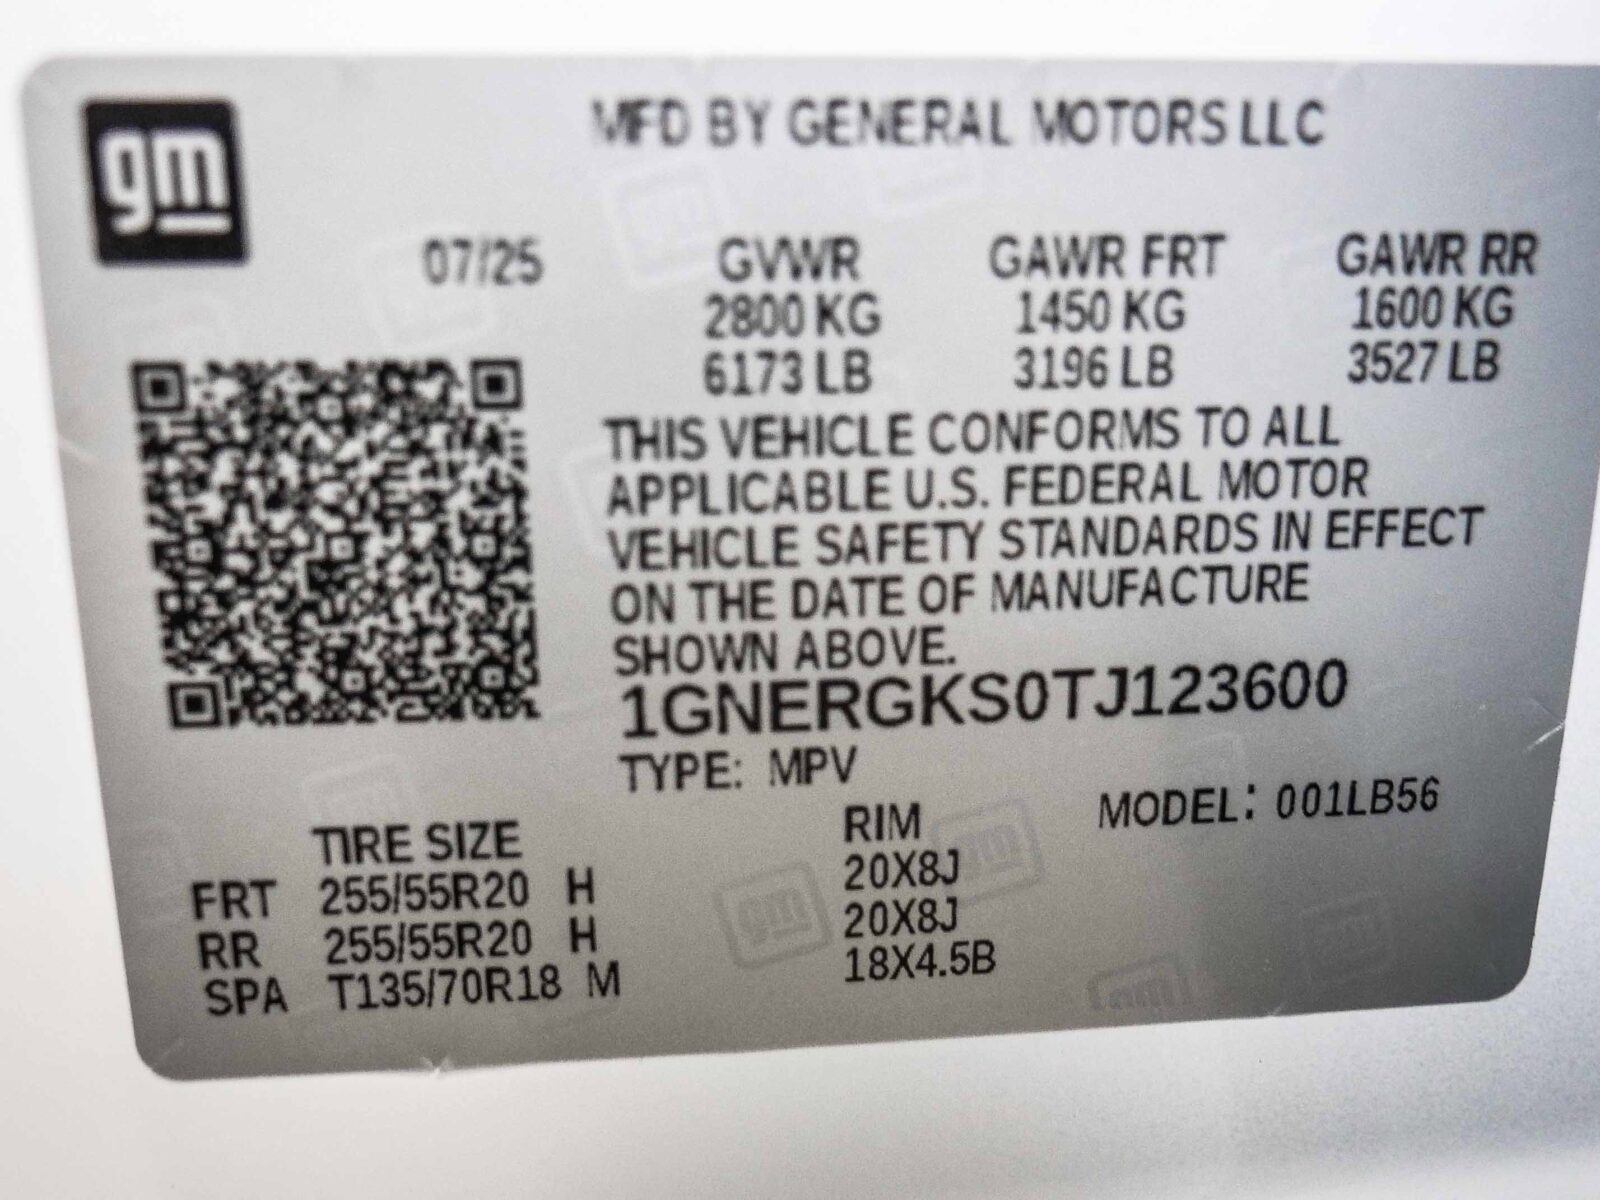 gm
MFD BY GENERAL MOTORS LLC
07/25 GVWR GAWR FRT GAWR RR
2800 KG 1450 KG 1600 KG
6173 LB 3196 LB 3527 LB
THIS VEHICLE CONFORMS TO ALL
APPLICABLE U.S. FEDERAL MOTOR
VEHICLE SAFETY STANDARDS IN EFFECT
ON THE DATE OF MANUFACTURE
SHOWN ABOVE.
1GNERGKS0TJ123600
TYPE: MPV
MODEL: 001LB56
TIRE SIZE RIM
FRT 255/55R20 H 20X8J
RR 255/55R20 H 20X8J
SPA T135/70R18 M 18X4.5B